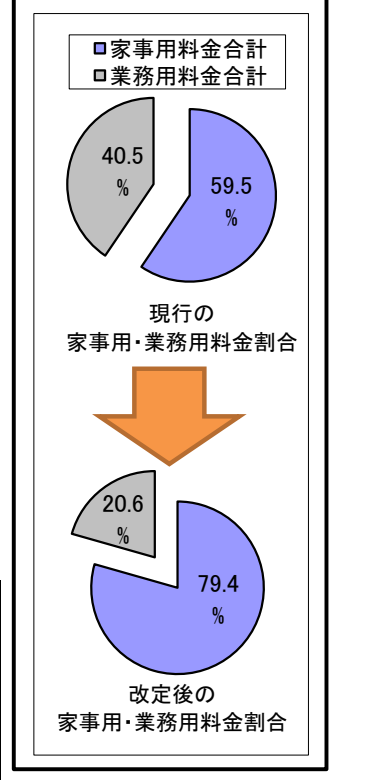 家事用料金合計
業務用料金合計
40.5
%
59.5
%
現行の
家事用・業務用料金割合
20.6
%
79.4
%
改定後の
家事用・業務用料金割合